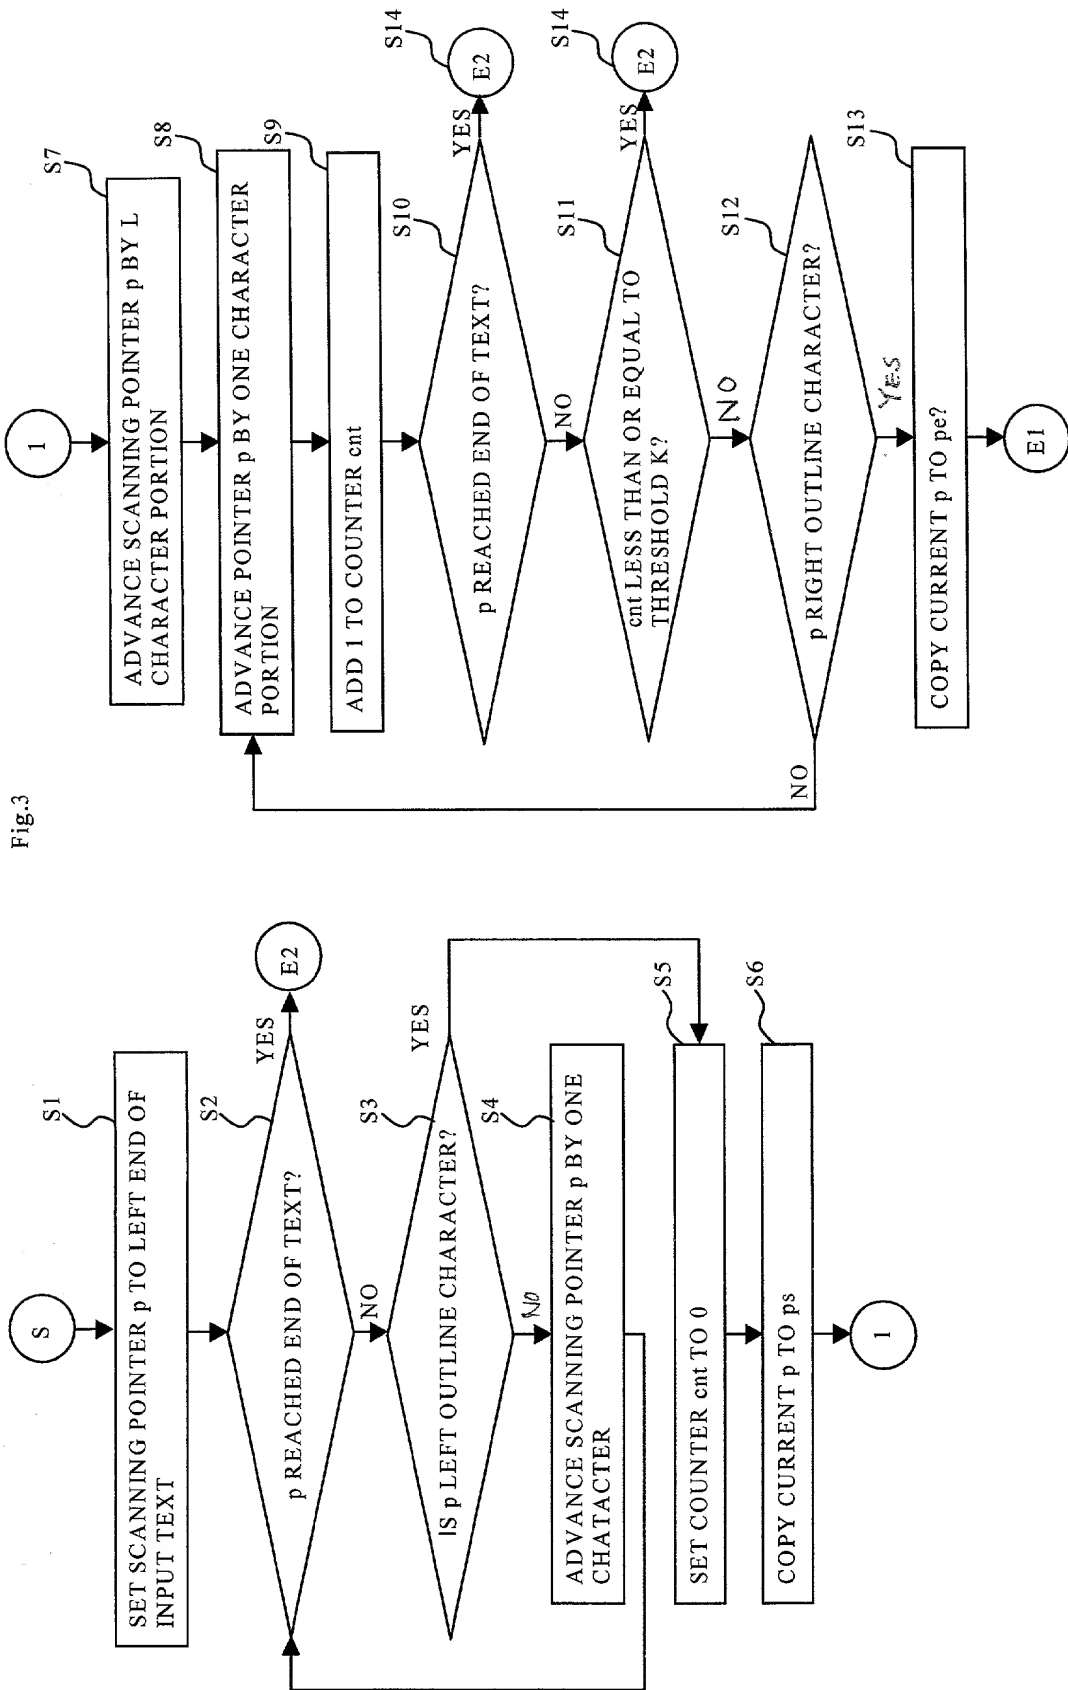 Fig.3
S
S1
SET SCANNING POINTER p TO LEFT END OF
INPUT TEXT
S2
p REACHED END OF TEXT?
YES
E2
NO
S3
IS p LEFT OUTLINE CHARACTER?
YES
NO
S4
ADVANCE SCANNING POINTER p BY ONE
CHATACTER
S5
SET COUNTER cnt TO 0
S6
COPY CURRENT p TO ps
1
1
S7
ADVANCE SCANNING POINTER p BY L
CHARACTER PORTION
S8
ADVANCE POINTER p BY ONE CHARACTER
PORTION
S9
ADD 1 TO COUNTER cnt
S10
p REACHED END OF TEXT?
YES
S14
E2
NO
S11
cnt LESS THAN OR EQUAL TO
THRESHOLD K?
YES
S14
E2
NO
S12
p RIGHT OUTLINE CHARACTER?
NO
YES
S13
COPY CURRENT p TO pe?
E1